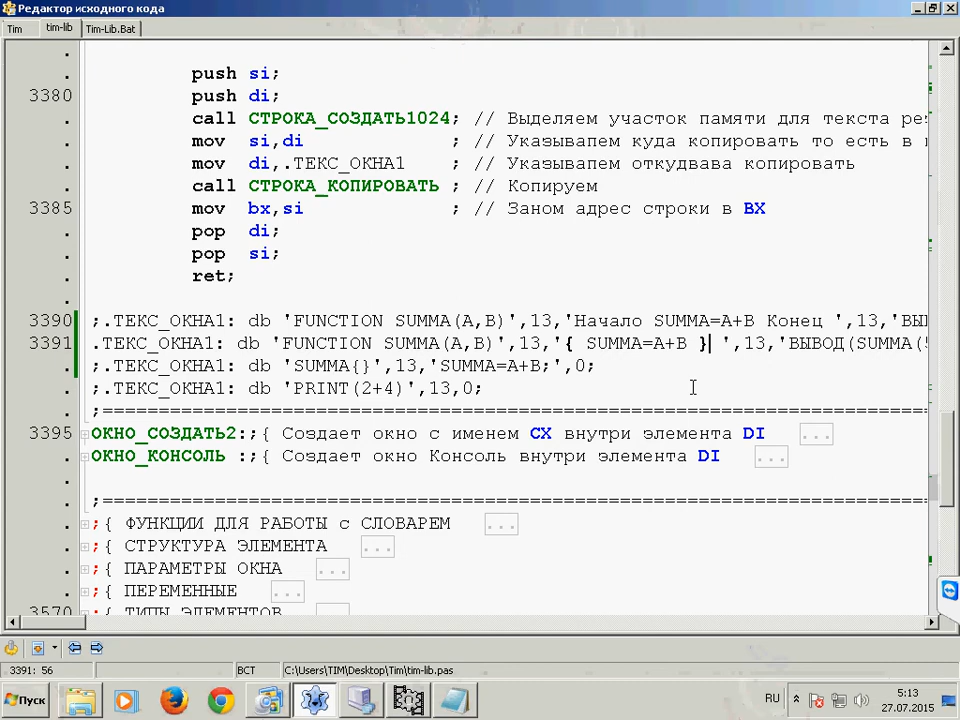 Редактор исходного кода
Tim tim-lib Tim-Lib.Bat
push si;
3380 push di;
call СТРОКА_СОЗДАТЬ1024; // Выделяем участок памяти для текста ре
mov si,di ; // Указывапем куда копировать то есть в
mov di,.ТЕКС_ОКНА1 ; // Указывапем откудвава копировать
call СТРОКА_КОПИРОВАТЬ ; // Копируем
3385 mov bx,si ; // Заном адрес строки в BX
pop di;
pop si;
ret;
3390 ;.ТЕКС_ОКНА1: db 'FUNCTION SUMMA(A,B)',13,'Начало SUMMA=A+B Конец ',13,'ВЫ
3391 .ТЕКС_ОКНА1: db 'FUNCTION SUMMA(A,B)',13,'{ SUMMA=A+B } ',13,'ВЫВОД(SUMMA(
;.ТЕКС_ОКНА1: db 'SUMMA{}',13,'SUMMA=A+B;',0;
;.ТЕКС_ОКНА1: db 'PRINT(2+4)',13,0;
;==========================================================================
3395 ОКНО_СОЗДАТЬ2:;{ Создает окно с именем CX внутри элемента DI ...
ОКНО_КОНСОЛЬ :;{ Создает окно Консоль внутри элемента DI ...
;==========================================================================
;{ ФУНКЦИИ ДЛЯ РАБОТЫ с СЛОВАРЕМ ...
;{ СТРУКТУРА ЭЛЕМЕНТА ...
;{ ПАРАМЕТРЫ ОКНА ...
;{ ПЕРЕМЕННЫЕ ...
3570 ;{ ТИПЫ ЭЛЕМЕНТОВ
3391: 56 ВСТ C:\Users\TIM\Desktop\Tim\tim-lib.pas
Пуск RU 5:13
27.07.2015